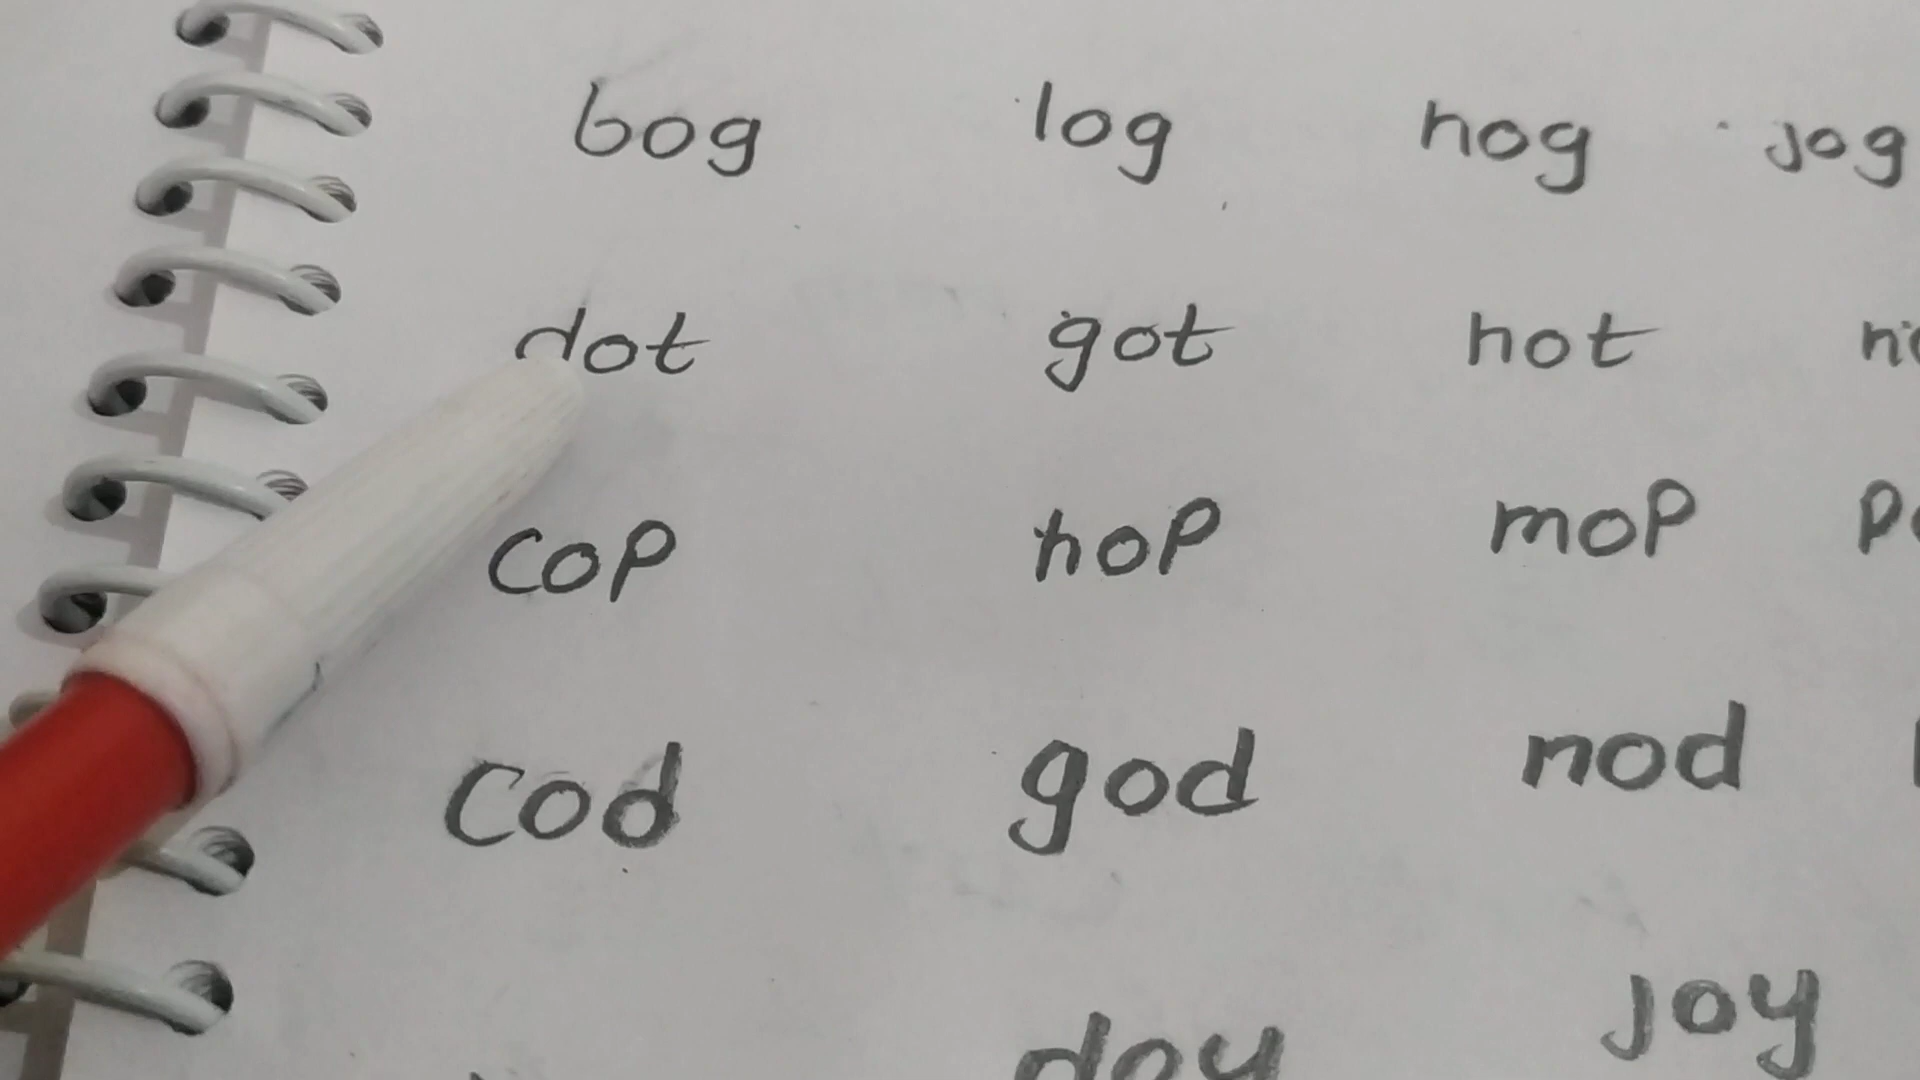 bog log hog jog
dot got hot
cop hop mop
cod god nod
joy